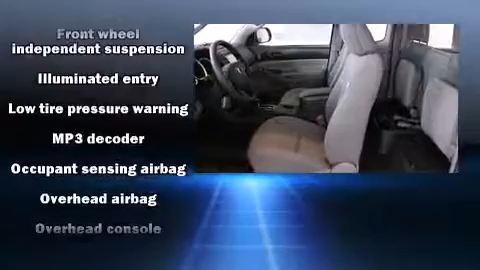 Front wheel
independent suspension
Illuminated entry
Low tire pressure warning
MP3 decoder
Occupant sensing airbag
Overhead airbag
Overhead console